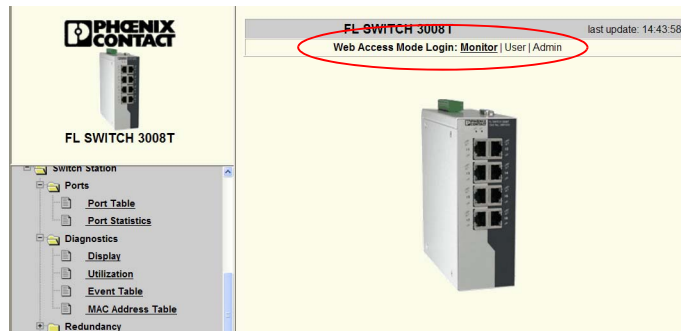 PHŒNIX
CONTACT
FL SWITCH 3008T
FL SWITCH 3008T
last update: 14:43:58
Web Access Mode Login: Monitor | User | Admin
Switch Station
Ports
Port Table
Port Statistics
Diagnostics
Display
Utilization
Event Table
MAC Address Table
Redundancy